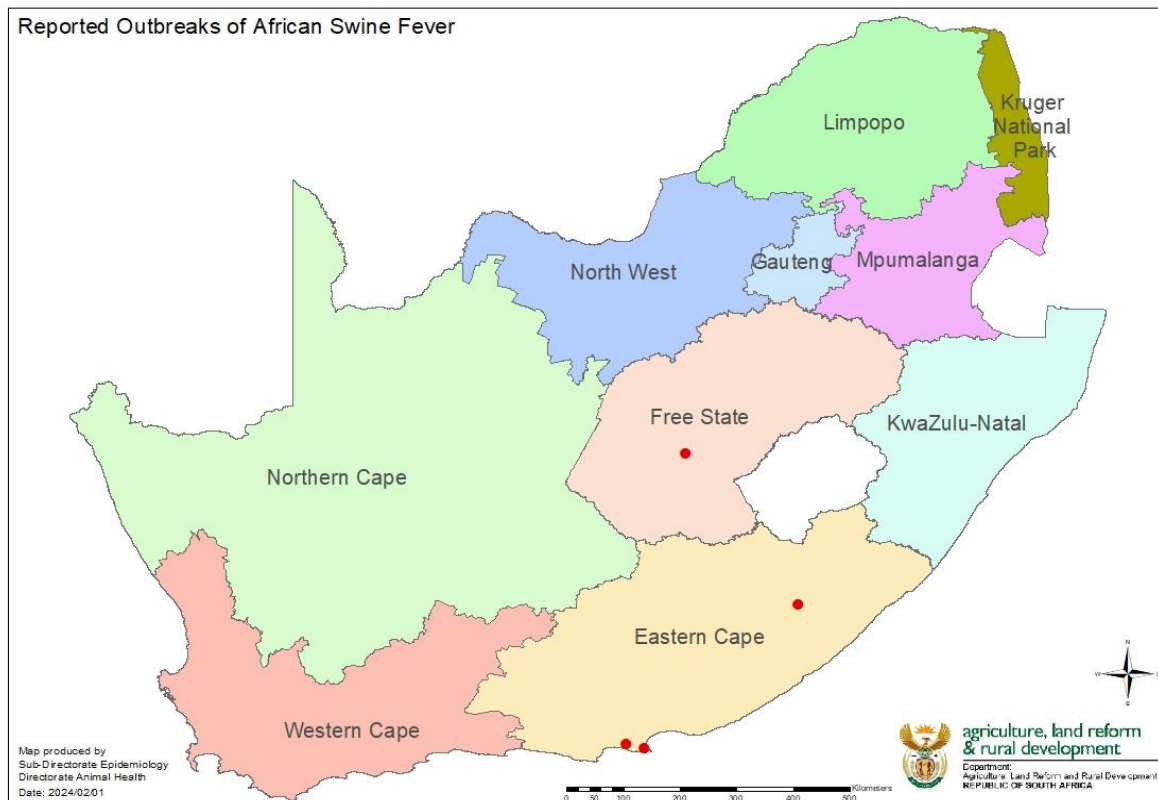 Reported Outbreaks of African Swine Fever
Limpopo
Kruger
National
Park
North West
Gauteng
Mpumalanga
Free State
KwaZulu-Natal
Northern Cape
Eastern Cape
Western Cape
N
W
S
Map produced by
Sub-Directorate Epidemiology
Directorate Animal Health
Date: 2024/02/01
0 50 100 200 300 400 500
Kilometers
agriculture, land reform
& rural development
Department:
Agriculture, Land Reform and Rural Development
REPUBLIC OF SOUTH AFRICA